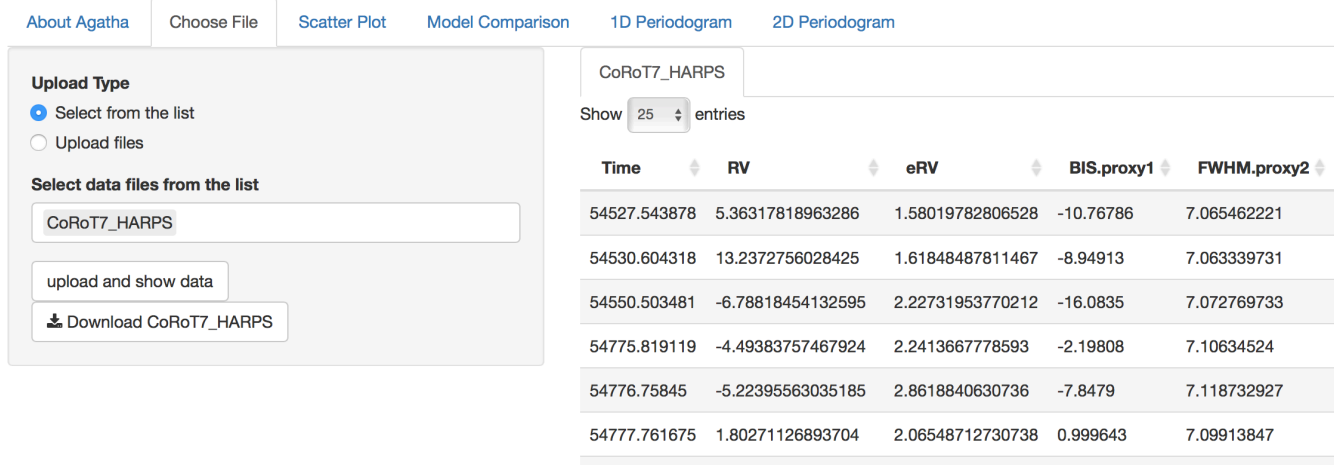 About Agatha Choose File Scatter Plot Model Comparison 1D Periodogram 2D Periodogram
Upload Type
Select from the list
Upload files
Select data files from the list
CoRoT7_HARPS
upload and show data
Download CoRoT7_HARPS
CoRoT7_HARPS
Show 25 entries
Time RV eRV BIS.proxy1 FWHM.proxy2
54527.543878 5.36317818963286 1.58019782806528 -10.76786 7.065462221
54530.604318 13.2372756028425 1.61848487811467 -8.94913 7.063339731
54550.503481 -6.78818454132595 2.22731953770212 -16.0835 7.072769733
54775.819119 -4.49383757467924 2.2413667778593 -2.19808 7.10634524
54776.75845 -5.22395563035185 2.8618840630736 -7.8479 7.118732927
54777.761675 1.80271126893704 2.06548712730738 0.999643 7.09913847